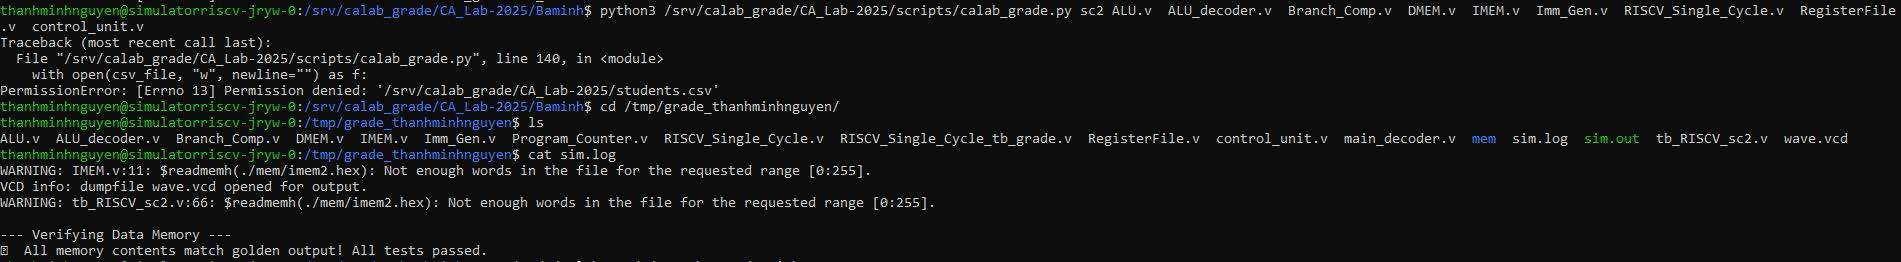 thanhminhnguyen@simulatorriscv-jryw-0:/srv/calab_grade/CA_Lab-2025/Baminh$ python3 /srv/calab_grade/CA_Lab-2025/scripts/calab_grade.py sc2 ALU.v  ALU_decoder.v  Branch_Comp.v  DMEM.v  IMEM.v  Imm_Gen.v  RISCV_Single_Cycle.v  RegisterFile
.v  control_unit.v
Traceback (most recent call last):
  File "/srv/calab_grade/CA_Lab-2025/scripts/calab_grade.py", line 140, in <module>
    with open(csv_file, "w", newline="") as f:
PermissionError: [Errno 13] Permission denied: '/srv/calab_grade/CA_Lab-2025/students.csv'
thanhminhnguyen@simulatorriscv-jryw-0:/srv/calab_grade/CA_Lab-2025/Baminh$ cd /tmp/grade_thanhminhnguyen/
thanhminhnguyen@simulatorriscv-jryw-0:/tmp/grade_thanhminhnguyen$ ls
ALU.v  ALU_decoder.v  Branch_Comp.v  DMEM.v  IMEM.v  Imm_Gen.v  Program_Counter.v  RISCV_Single_Cycle.v  RISCV_Single_Cycle_tb_grade.v  RegisterFile.v  control_unit.v  main_decoder.v  mem  sim.log  sim.out  tb_RISCV_sc2.v  wave.vcd
thanhminhnguyen@simulatorriscv-jryw-0:/tmp/grade_thanhminhnguyen$ cat sim.log
WARNING: IMEM.v:11: $readmemh(./mem/imem2.hex): Not enough words in the file for the requested range [0:255].
VCD info: dumpfile wave.vcd opened for output.
WARNING: tb_RISCV_sc2.v:66: $readmemh(./mem/imem2.hex): Not enough words in the file for the requested range [0:255].
--- Verifying Data Memory ---
All memory contents match golden output! All tests passed.